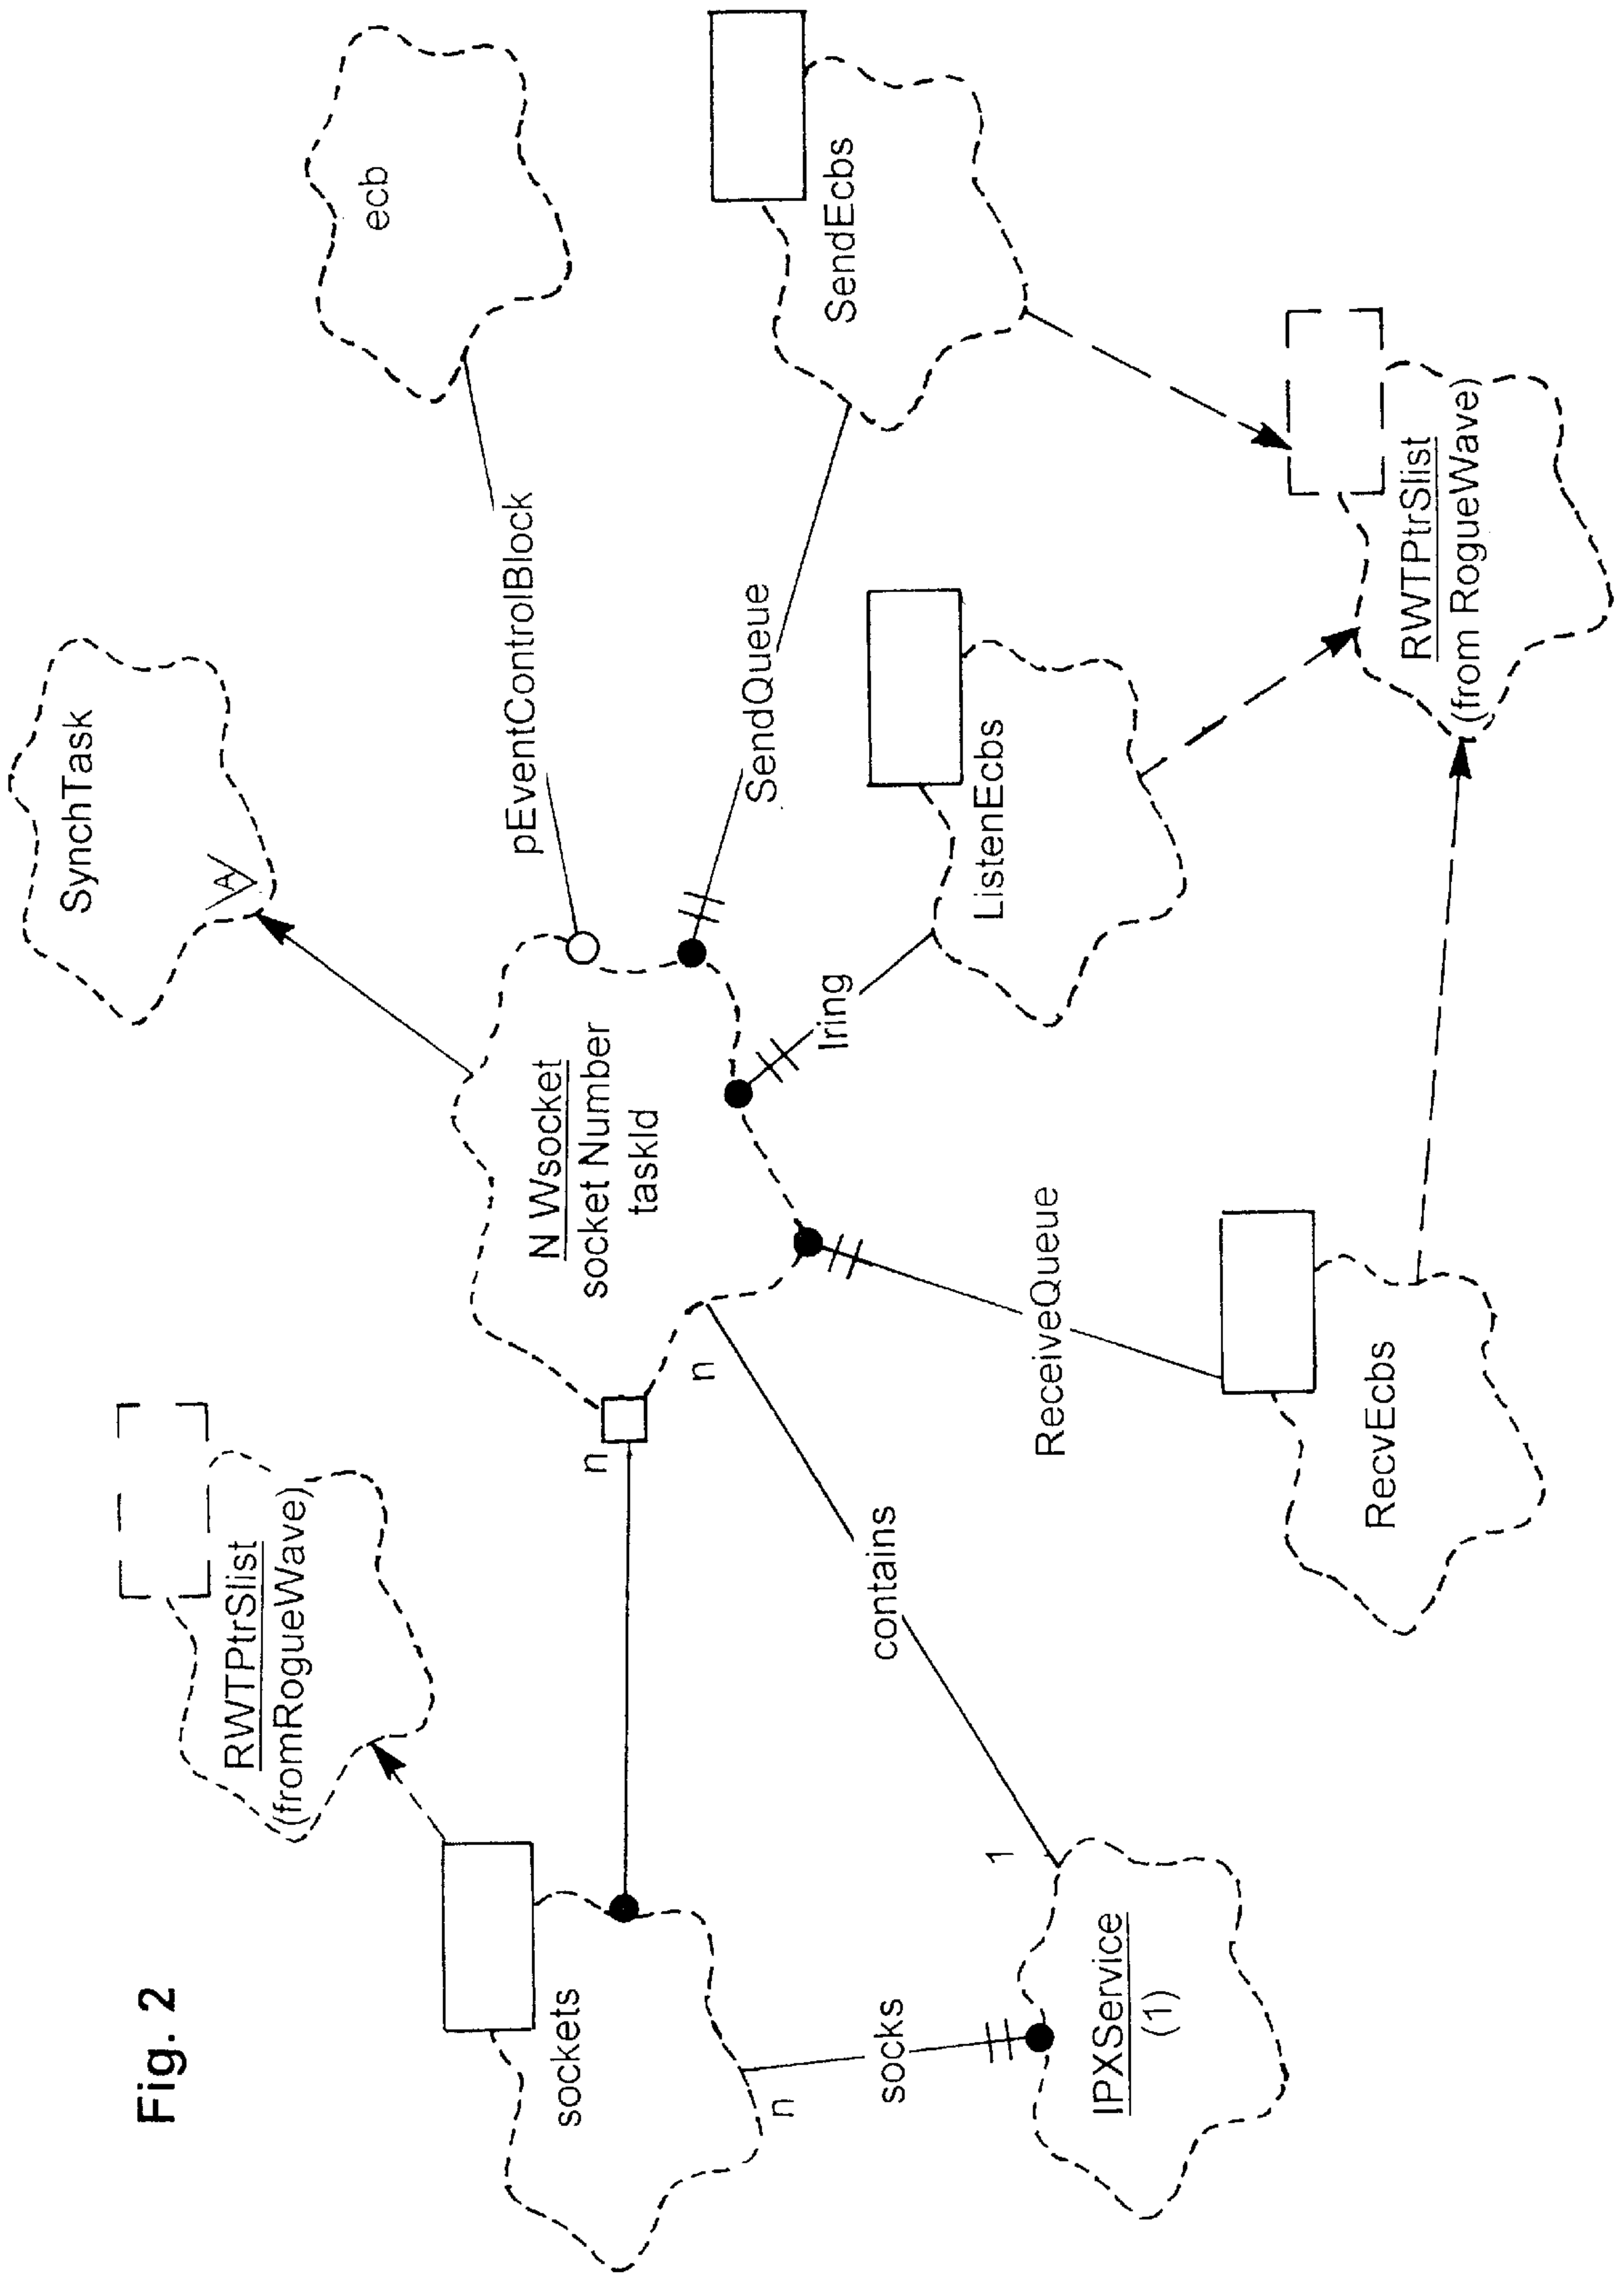 Fig. 2
SynchTask
A
ecb
pEventControlBlock
RWTPtrSlist
(fromRogueWave)
N Wsocket
socket Number
taskId
n
n
SendQueue
SendEcbs
sockets
lring
ListenEcbs
contains
socks
n
1
ReceiveQueue
IPXService
(1)
RecvEcbs
RWTPtrSlist
(from RogueWave)